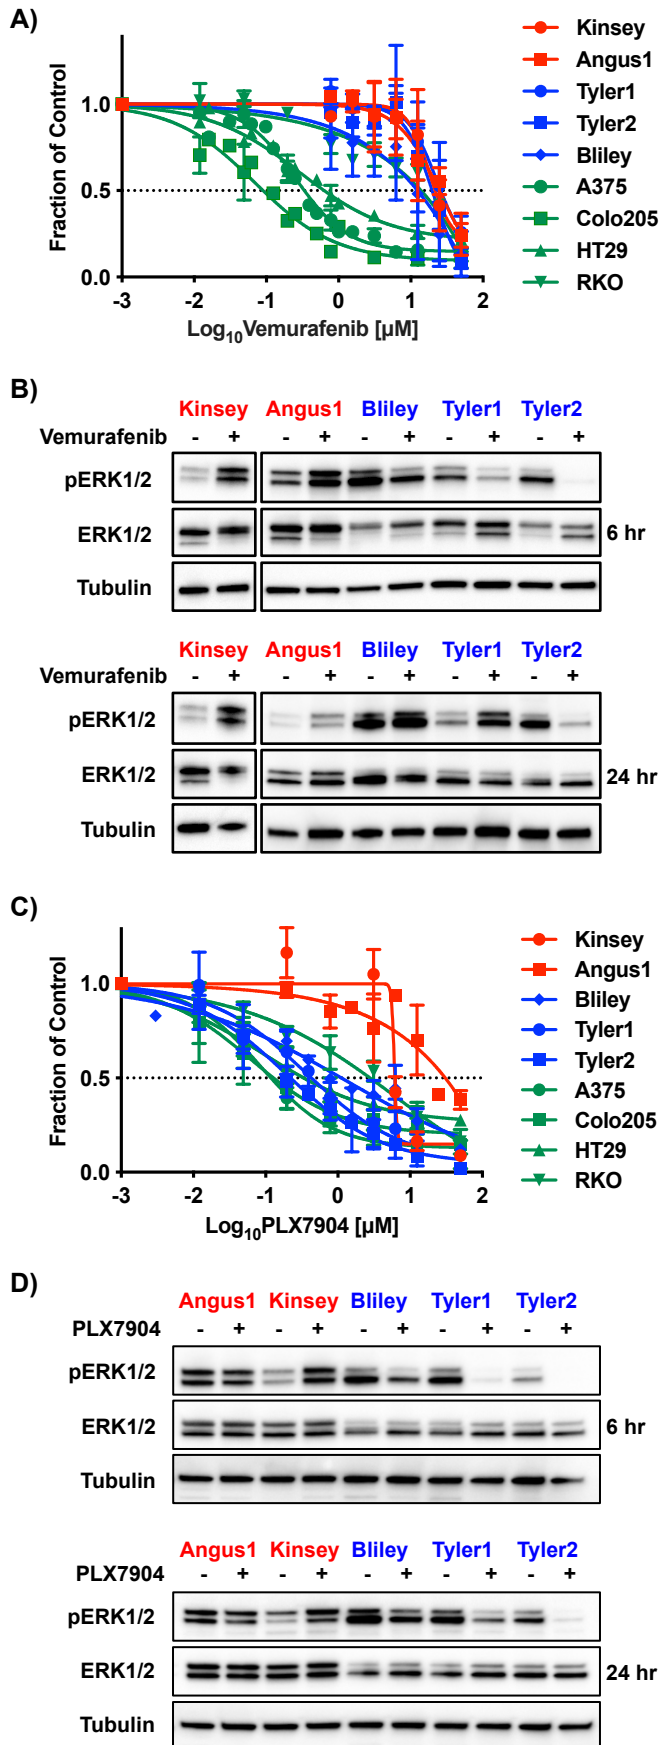 A)
Fraction of Control
1.0
0.5
0.0
-3 -2 -1 0 1 2
Log10Vemurafenib [µM]
Kinsey
Angus1
Tyler1
Tyler2
Bliley
A375
Colo205
HT29
RKO
B)
Kinsey Angus1 Bliley Tyler1 Tyler2
Vemurafenib - + - + - + - + - +
pERK1/2
ERK1/2 6 hr
Tubulin
Kinsey Angus1 Bliley Tyler1 Tyler2
Vemurafenib - + - + - + - + - +
pERK1/2
ERK1/2 24 hr
Tubulin
C)
Fraction of Control
1.0
0.5
0.0
-3 -2 -1 0 1 2
Log10PLX7904 [µM]
Kinsey
Angus1
Bliley
Tyler1
Tyler2
A375
Colo205
HT29
RKO
D)
Angus1 Kinsey Bliley Tyler1 Tyler2
PLX7904 - + - + - + - + - +
pERK1/2
ERK1/2 6 hr
Tubulin
Angus1 Kinsey Bliley Tyler1 Tyler2
PLX7904 - + - + - + - + - +
pERK1/2
ERK1/2 24 hr
Tubulin